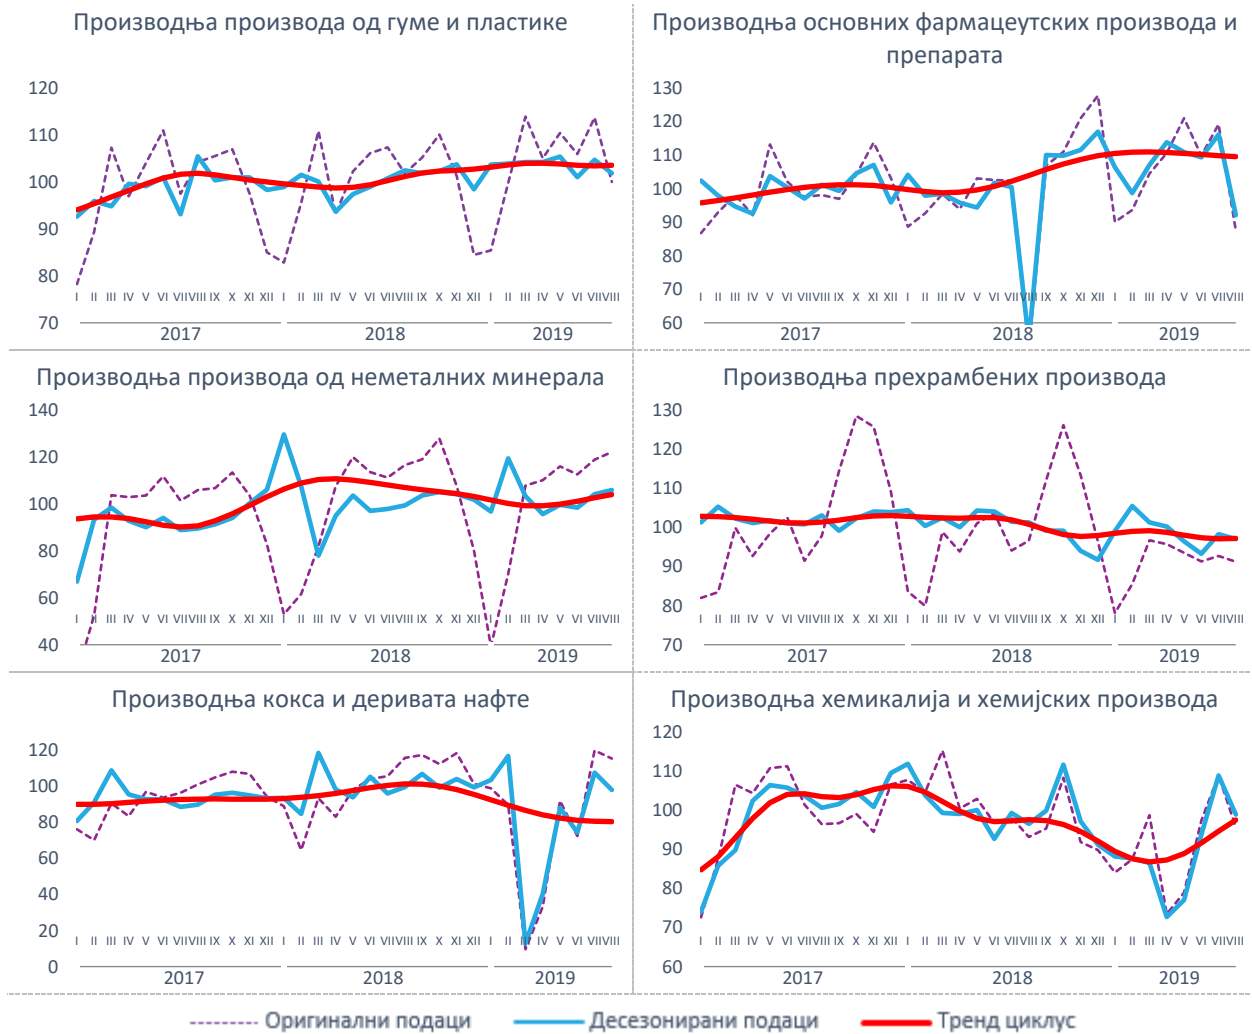 Производња производа од гуме и пластике
120
110
100
90
80
70
I II III IV V VI VII VIII IX X XI XII I II III IV V VI VII VIII IX X XI XII I II III IV V VI VII VIII
2017 2018 2019
Производња основних фармацеутских производа и
препарата
130
120
110
100
90
80
70
60
I II III IV V VI VII VIII IX X XI XII I II III IV V VI VII VIII IX X XI XII I II III IV V VI VII VIII
2017 2018 2019
Производња производа од неметалних минерала
140
120
100
80
60
40
I II III IV V VI VII VIII IX X XI XII I II III IV V VI VII VIII IX X XI XII I II III IV V VI VII VIII
2017 2018 2019
Производња прехрамбених производа
130
120
110
100
90
80
70
I II III IV V VI VII VIII IX X XI XII I II III IV V VI VII VIII IX X XI XII I II III IV V VI VII VIII
2017 2018 2019
Производња кокса и деривата нафте
120
100
80
60
40
20
0
I II III IV V VI VII VIII IX X XI XII I II III IV V VI VII VIII IX X XI XII I II III IV V VI VII VIII
2017 2018 2019
Производња хемикалија и хемијских производа
120
110
100
90
80
70
60
I II III IV V VI VII VIII IX X XI XII I II III IV V VI VII VIII IX X XI XII I II III IV V VI VII VIII
2017 2018 2019
Оригинални подаци Десезонирани подаци Тренд циклус